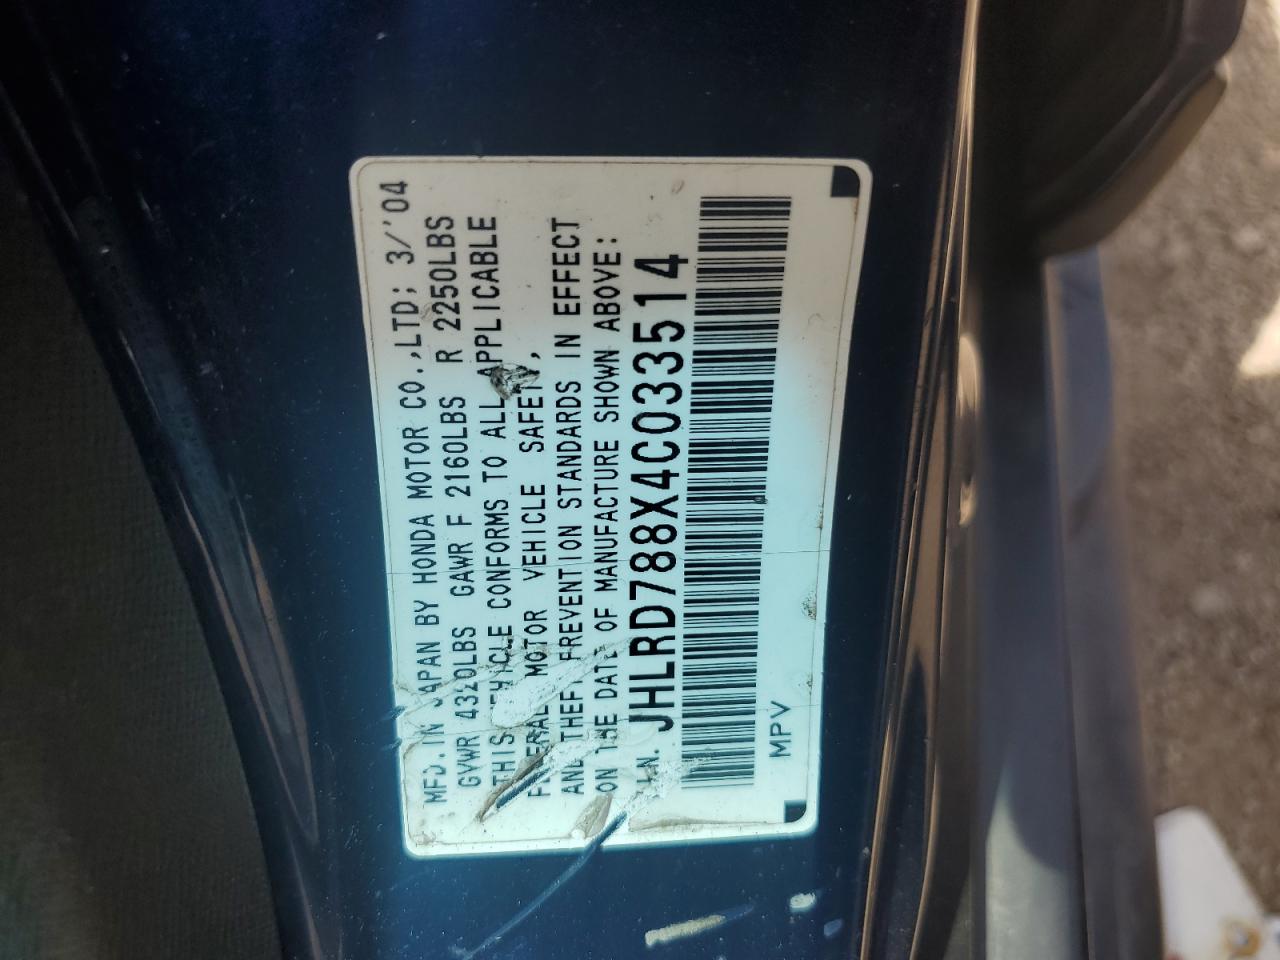 MFD. IN JAPAN BY HONDA MOTOR CO.,LTD; 3/'04
GVWR 4320LBS GAWR F 2160LBS R 2250LBS
THIS VEHICLE CONFORMS TO ALL APPLICABLE
FEDERAL MOTOR VEHICLE SAFETY,
AND THEFT PREVENTION STANDARDS IN EFFECT
ON THE DATE OF MANUFACTURE SHOWN ABOVE:
JHLRD788X4C033514
MPV